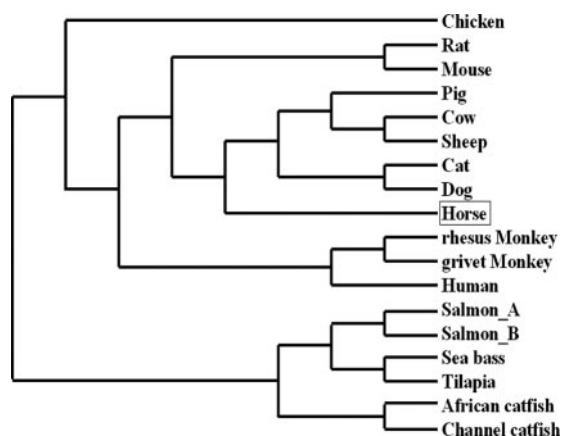 Chicken
Rat
Mouse
Pig
Cow
Sheep
Cat
Dog
Horse
rhesus Monkey
grivet Monkey
Human
Salmon_A
Salmon_B
Sea bass
Tilapia
African catfish
Channel catfish